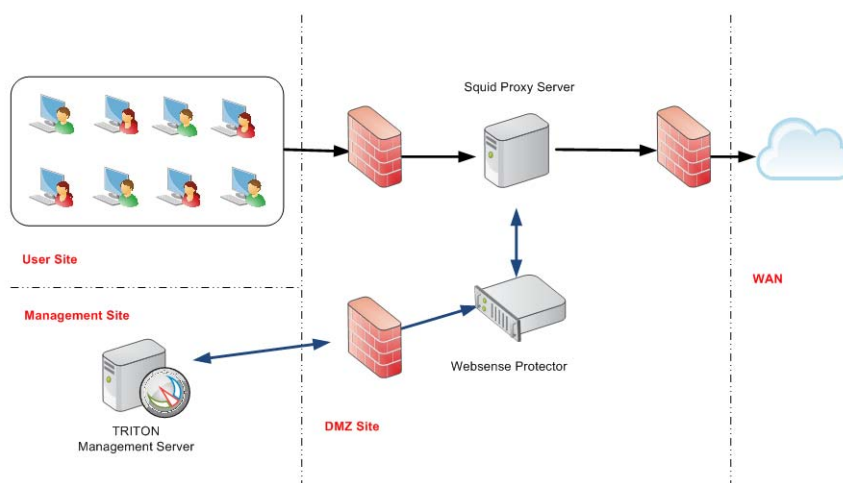 Squid Proxy Server
User Site
WAN
Management Site
Websense Protector
TRITON
Management Server
DMZ Site